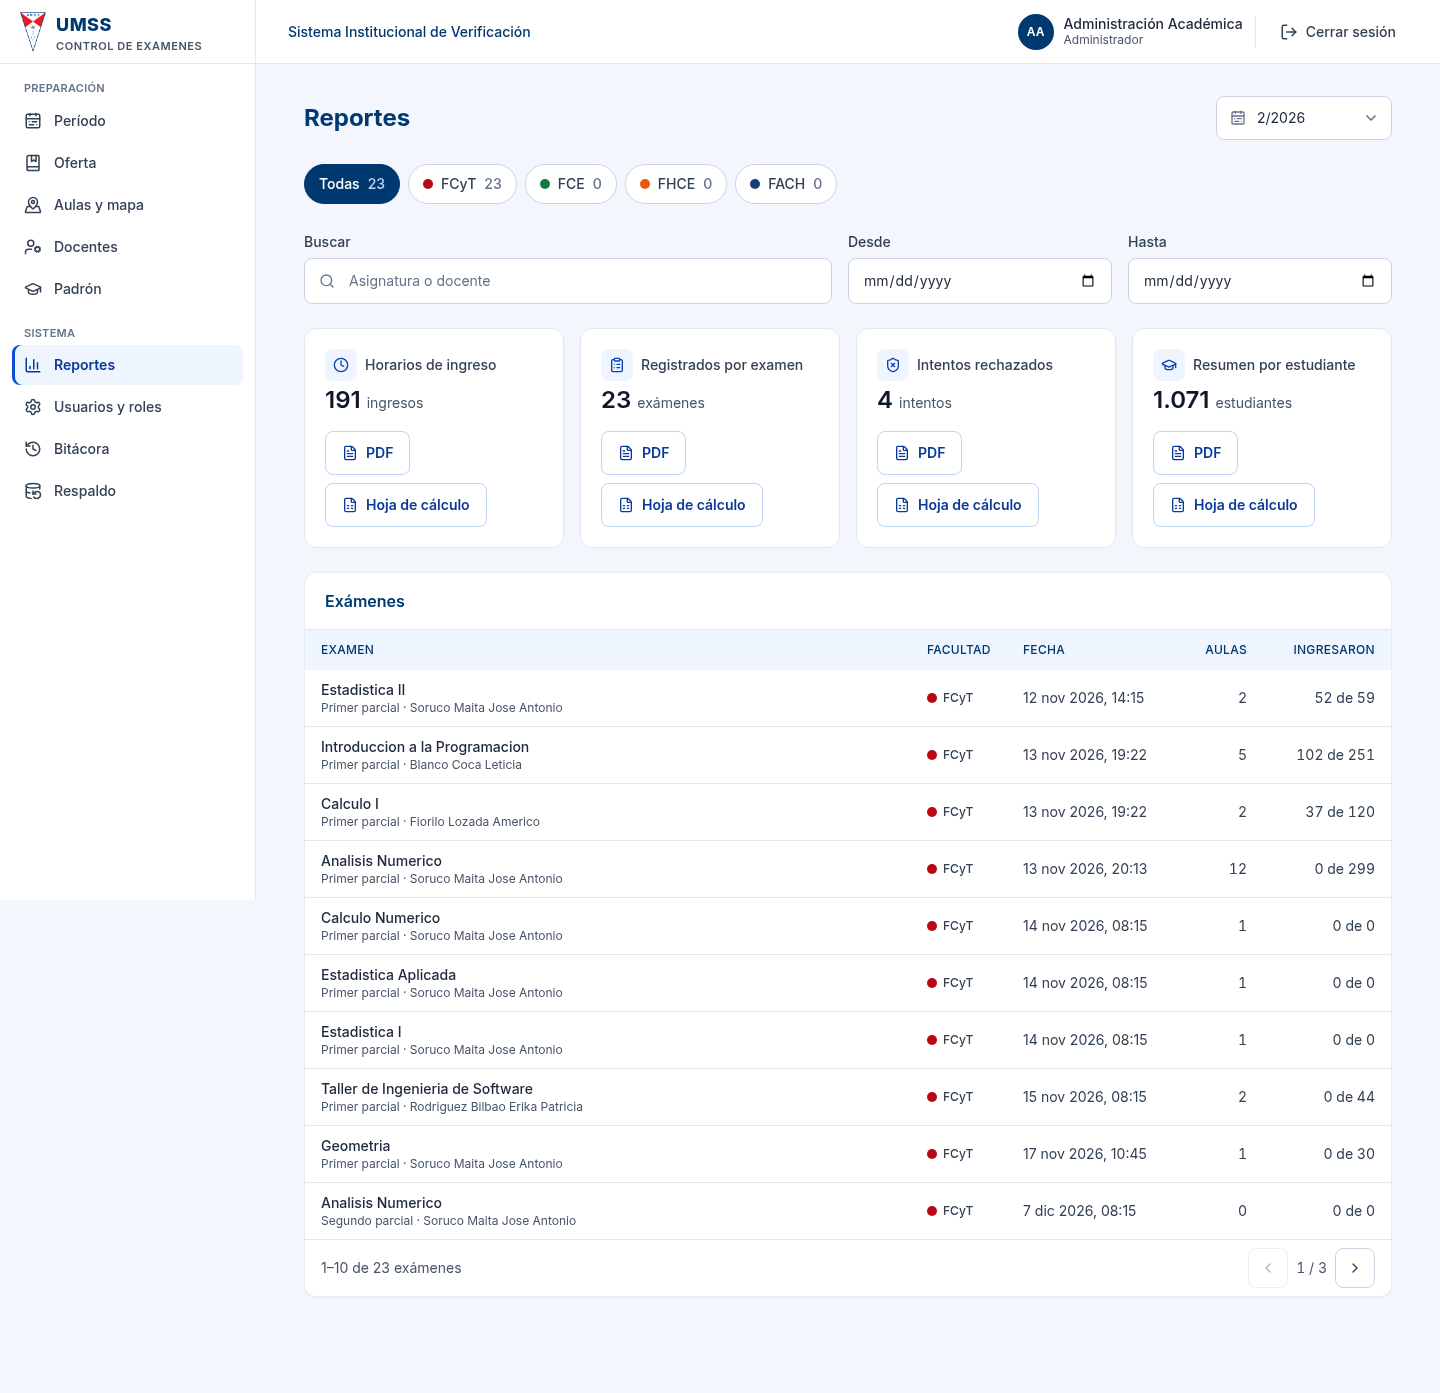 UMSS
CONTROL DE EXÁMENES
Sistema Institucional de Verificación
AA
Administración Académica
Administrador
Cerrar sesión
PREPARACIÓN
Período
Oferta
Aulas y mapa
Docentes
Padrón
SISTEMA
Reportes
Usuarios y roles
Bitácora
Respaldo
Reportes
2/2026
Todas 23
FCyT 23
FCE 0
FHCE 0
FACH 0
Buscar
Desde
Hasta
Asignatura o docente
mm/dd/yyyy
mm/dd/yyyy
Horarios de ingreso
191 ingresos
PDF
Hoja de cálculo
Registrados por examen
23 exámenes
PDF
Hoja de cálculo
Intentos rechazados
4 intentos
PDF
Hoja de cálculo
Resumen por estudiante
1.071 estudiantes
PDF
Hoja de cálculo
Exámenes
EXAMEN FACULTAD FECHA AULAS INGRESARON
Estadistica II
Primer parcial · Soruco Maita Jose Antonio
FCyT 12 nov 2026, 14:15 2 52 de 59
Introduccion a la Programacion
Primer parcial · Blanco Coca Leticia
FCyT 13 nov 2026, 19:22 5 102 de 251
Calculo I
Primer parcial · Fiorilo Lozada Americo
FCyT 13 nov 2026, 19:22 2 37 de 120
Analisis Numerico
Primer parcial · Soruco Maita Jose Antonio
FCyT 13 nov 2026, 20:13 12 0 de 299
Calculo Numerico
Primer parcial · Soruco Maita Jose Antonio
FCyT 14 nov 2026, 08:15 1 0 de 0
Estadistica Aplicada
Primer parcial · Soruco Maita Jose Antonio
FCyT 14 nov 2026, 08:15 1 0 de 0
Estadistica I
Primer parcial · Soruco Maita Jose Antonio
FCyT 14 nov 2026, 08:15 1 0 de 0
Taller de Ingenieria de Software
Primer parcial · Rodriguez Bilbao Erika Patricia
FCyT 15 nov 2026, 08:15 2 0 de 44
Geometria
Primer parcial · Soruco Maita Jose Antonio
FCyT 17 nov 2026, 10:45 1 0 de 30
Analisis Numerico
Segundo parcial · Soruco Maita Jose Antonio
FCyT 7 dic 2026, 08:15 0 0 de 0
1–10 de 23 exámenes
1 / 3